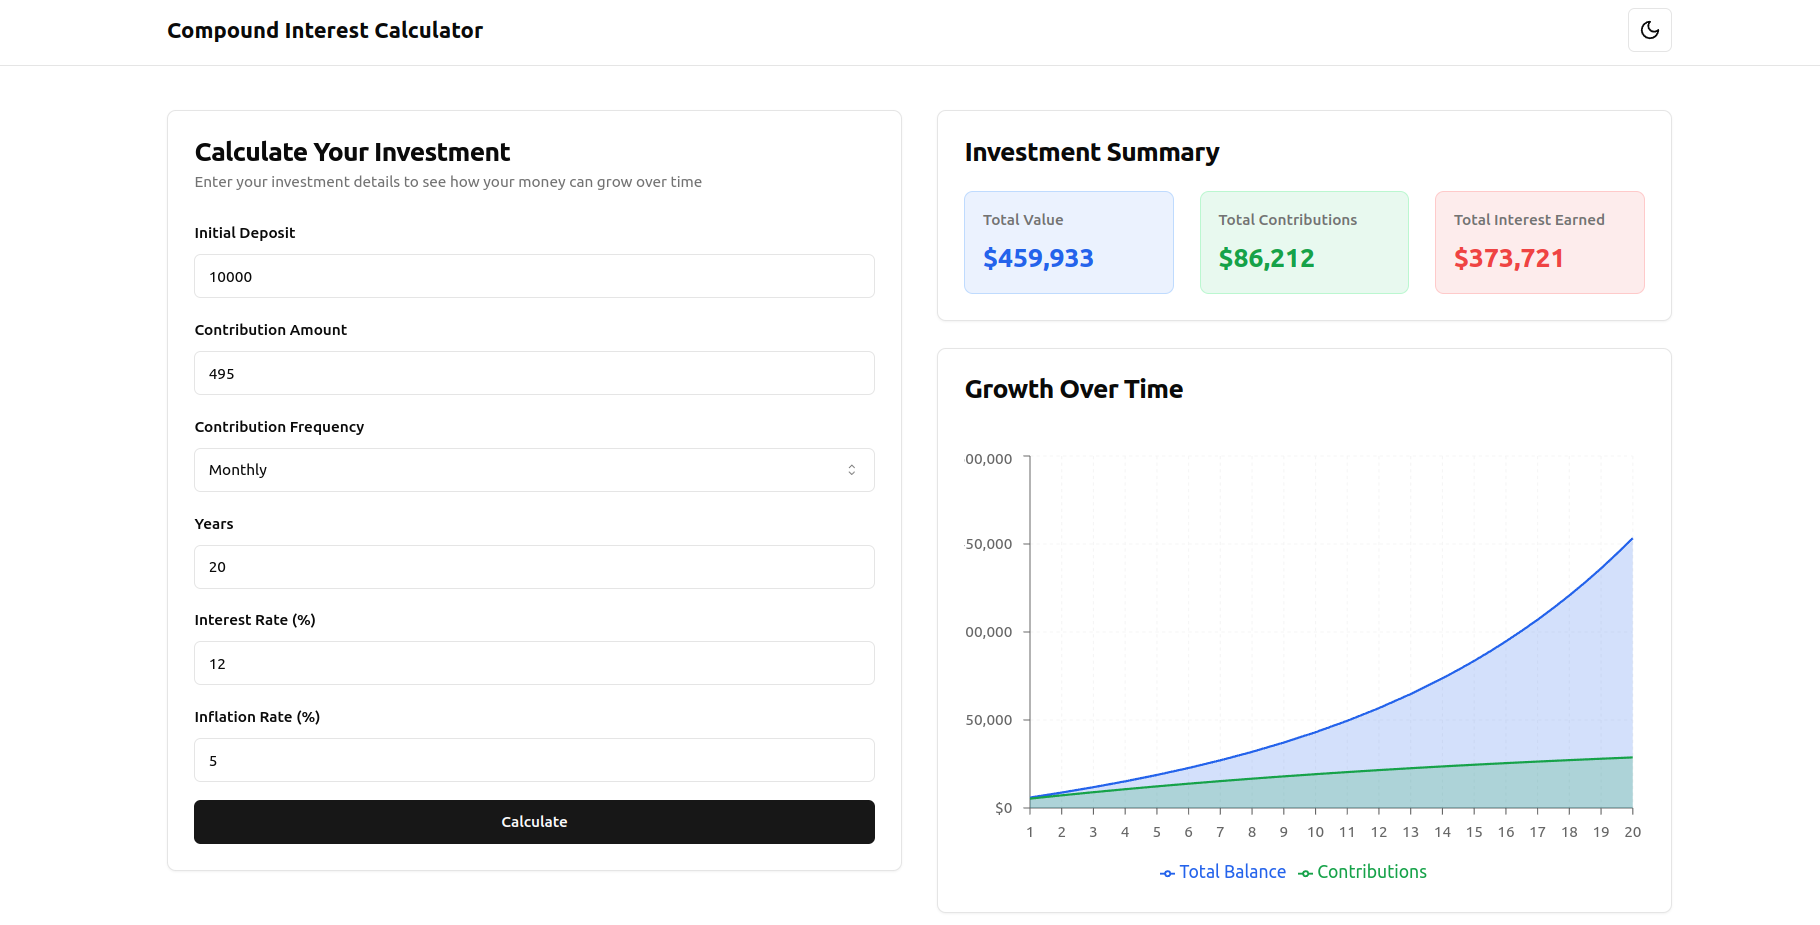 Compound Interest Calculator
Calculate Your Investment
Enter your investment details to see how your money can grow over time
Initial Deposit
10000
Contribution Amount
495
Contribution Frequency
Monthly
Years
20
Interest Rate (%)
12
Inflation Rate (%)
5
Calculate
Investment Summary
Total Value
$459,933
Total Contributions
$86,212
Total Interest Earned
$373,721
Growth Over Time
00,000
50,000
00,000
50,000
$0
1 2 3 4 5 6 7 8 9 10 11 12 13 14 15 16 17 18 19 20
Total Balance Contributions